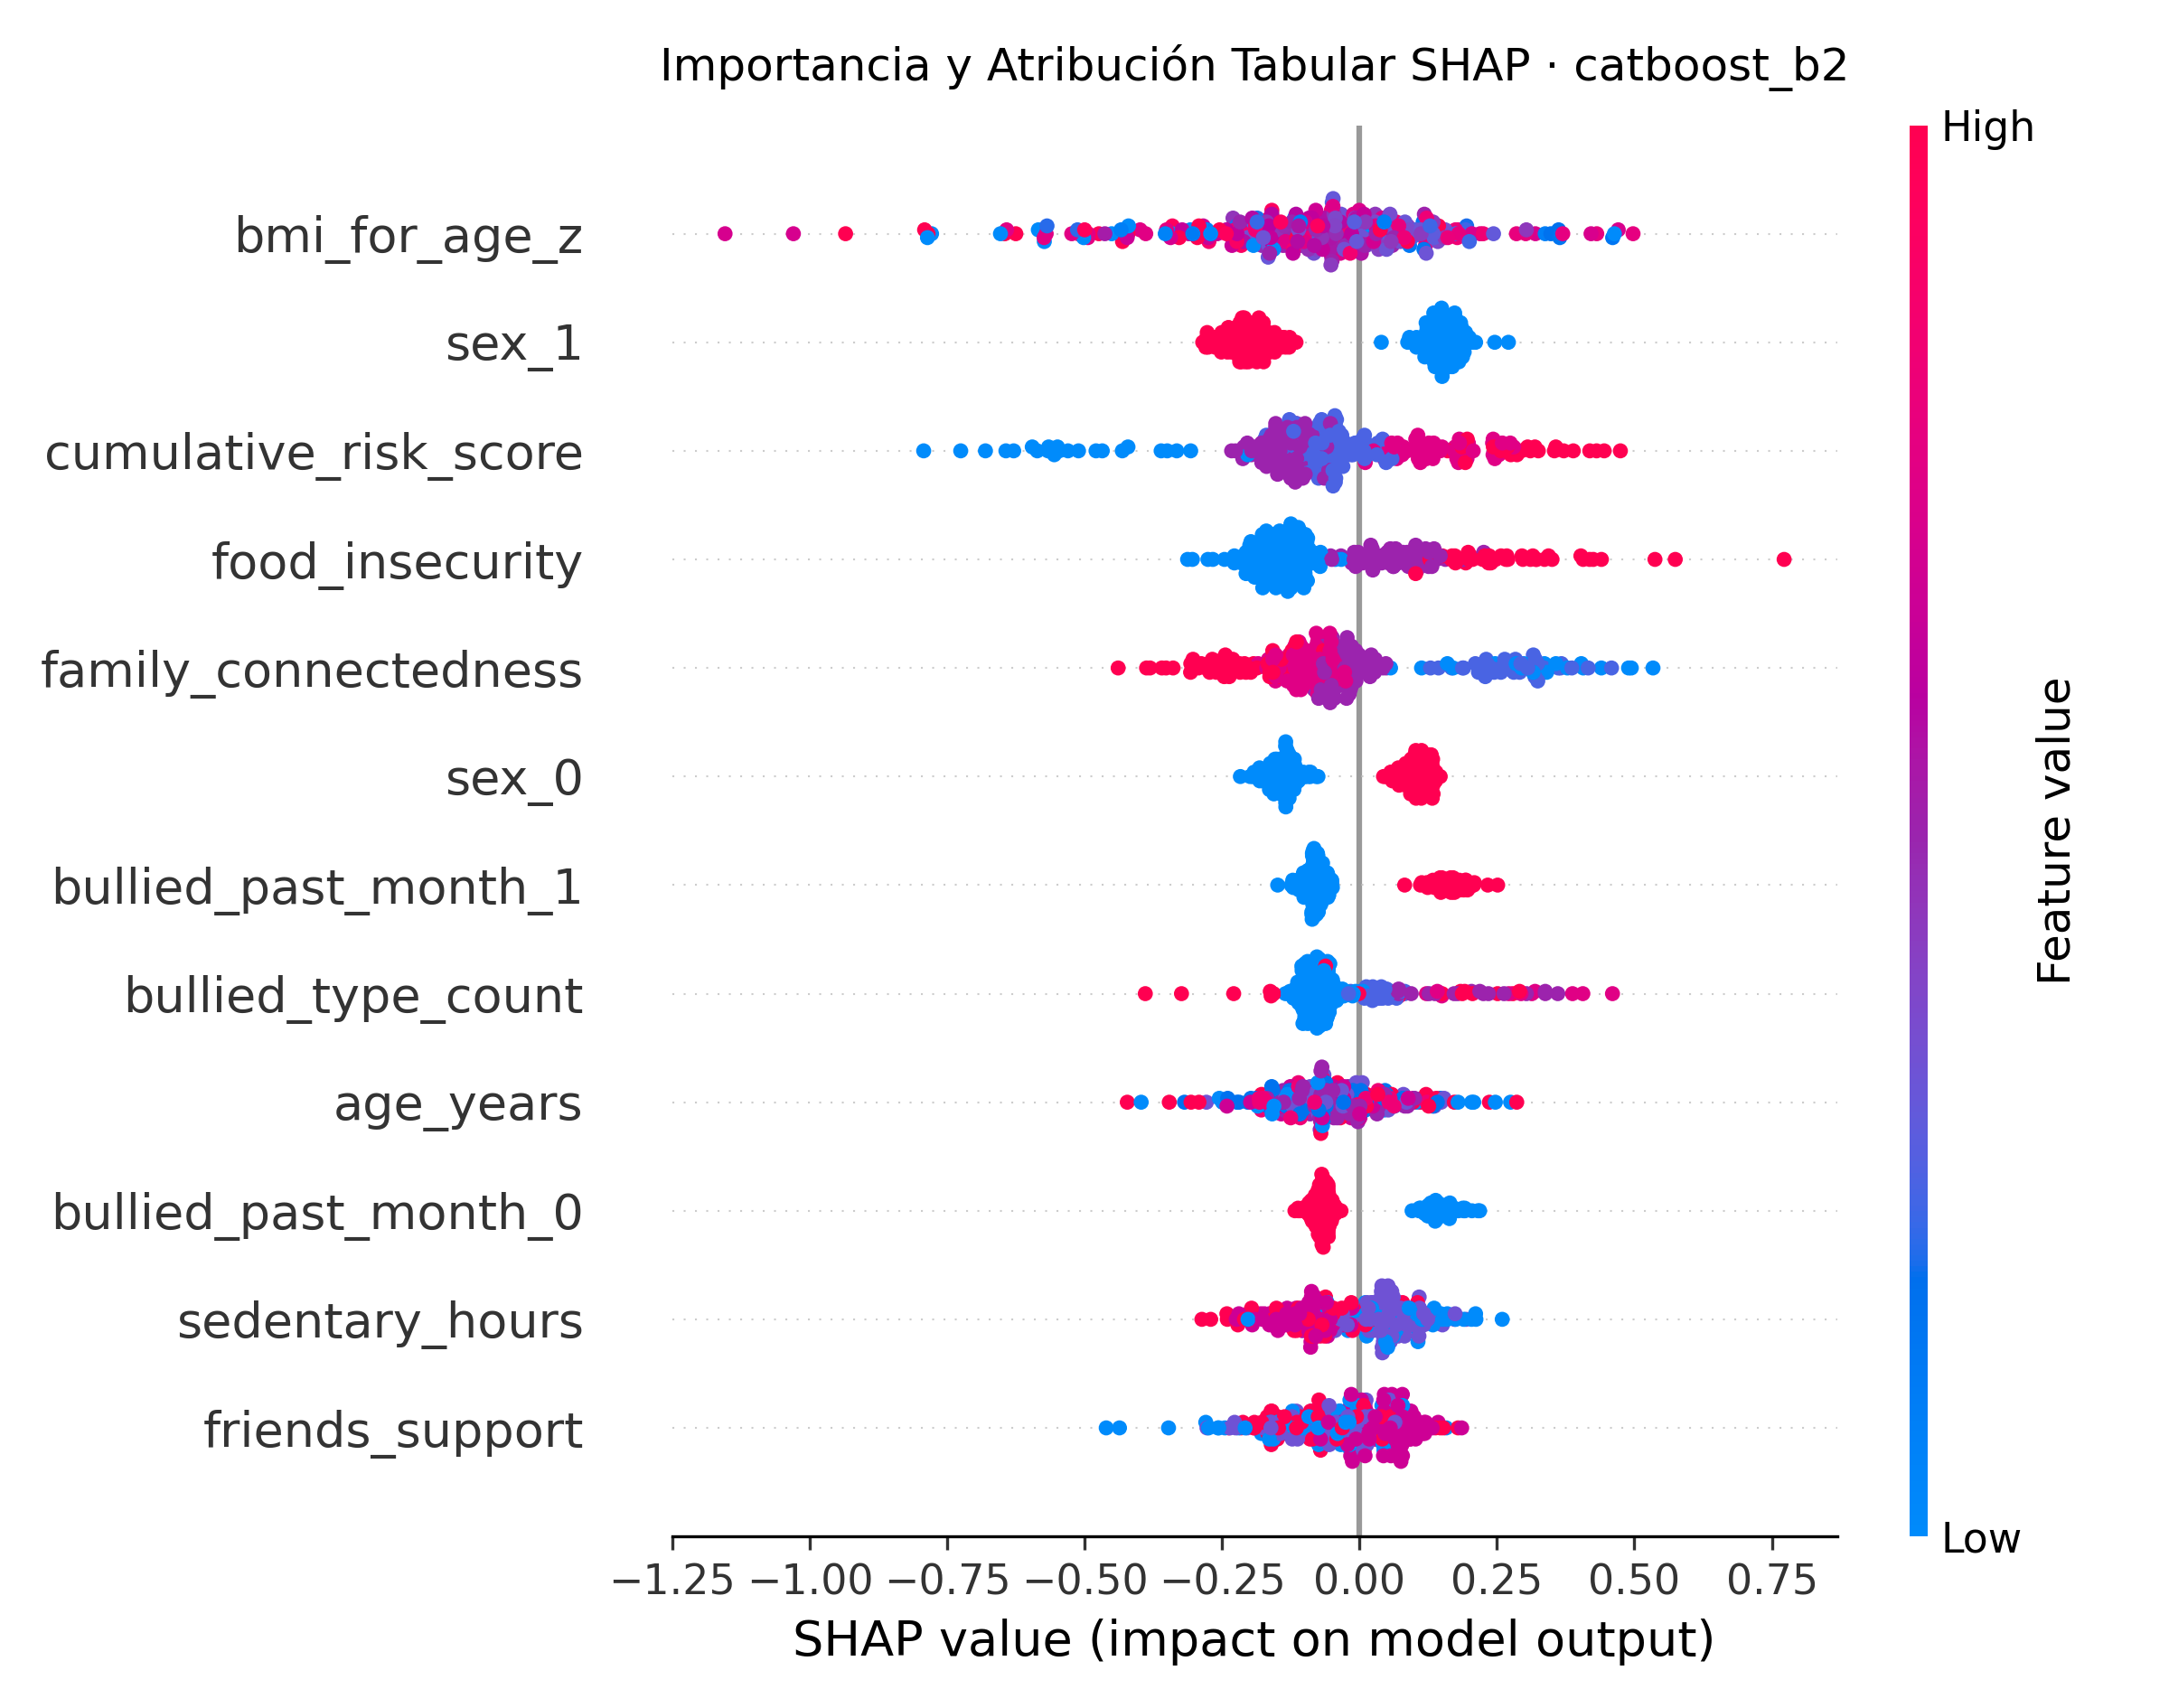 Importancia y Atribución Tabular SHAP · catboost_b2
High
bmi_for_age_z
sex_1
cumulative_risk_score
food_insecurity
family_connectedness
sex_0
bullied_past_month_1
bullied_type_count
age_years
bullied_past_month_0
sedentary_hours
friends_support
Feature value
Low
−1.25 −1.00 −0.75 −0.50 −0.25 0.00 0.25 0.50 0.75
SHAP value (impact on model output)